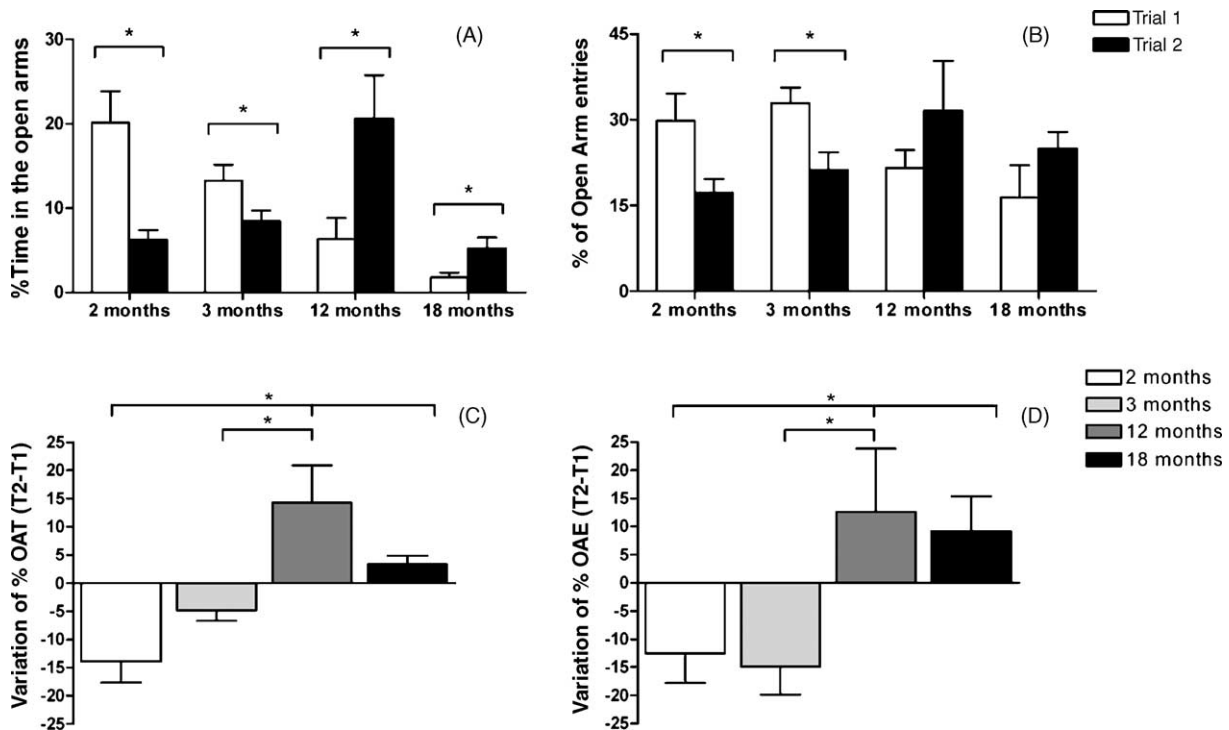 (A)
%Time in the open arms
30
20
10
0
*
*
*
*
2 months 3 months 12 months 18 months
(B)
Trial 1
Trial 2
% of Open Arm entries
45
30
15
0
*
*
2 months 3 months 12 months 18 months
(C)
Variation of % OAT (T2-T1)
25
20
15
10
5
0
-5
-10
-15
-20
-25
*
*
(D)
Variation of % OAE (T2-T1)
25
20
15
10
5
0
-5
-10
-15
-20
-25
*
*
2 months
3 months
12 months
18 months